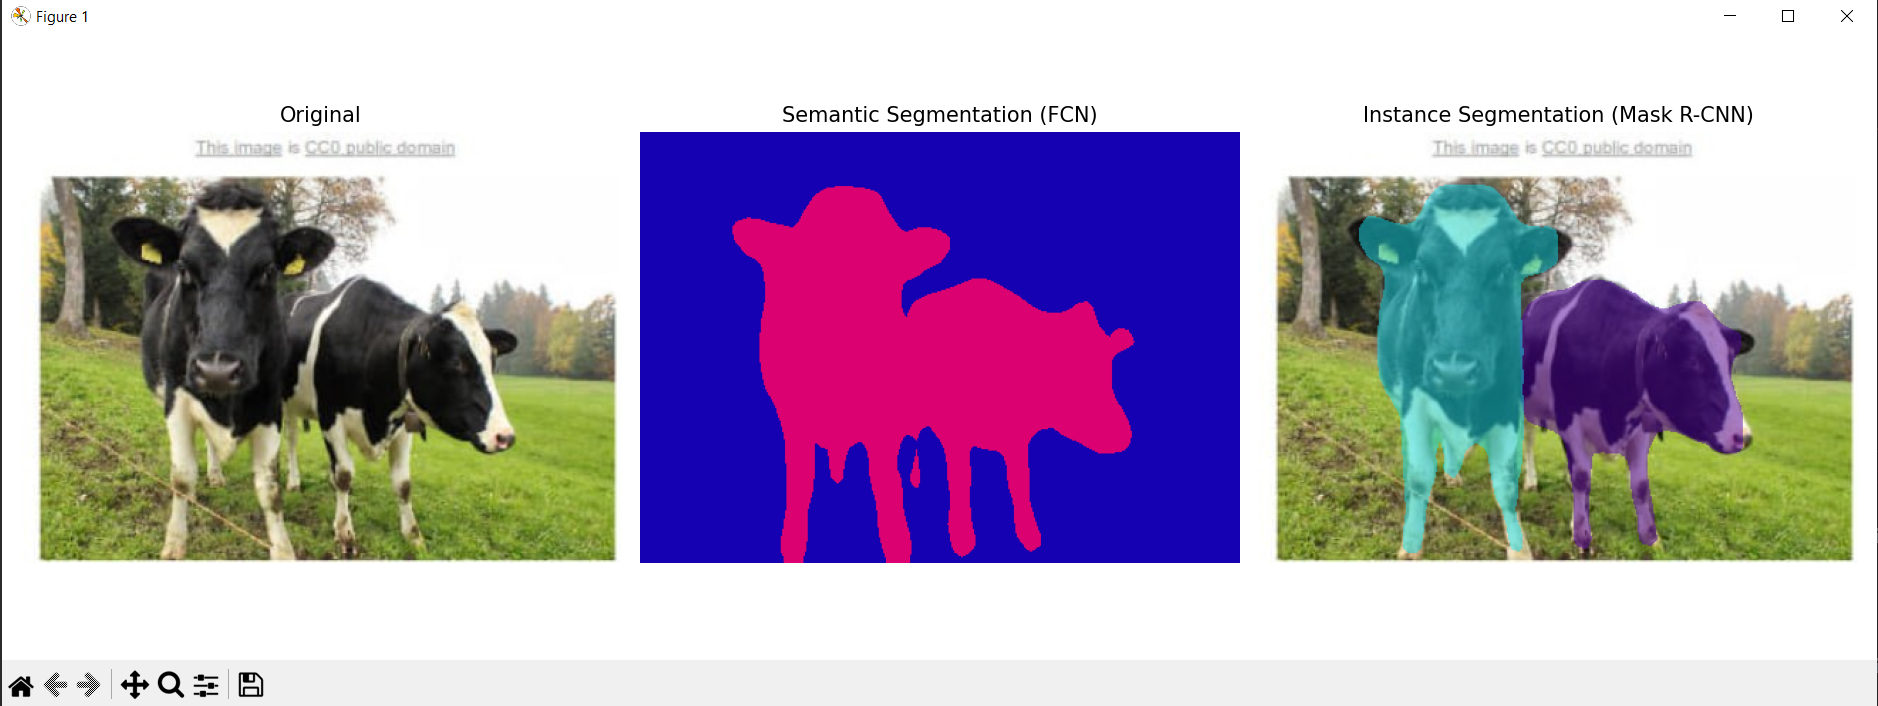 Figure 1
Original
Semantic Segmentation (FCN)
Instance Segmentation (Mask R-CNN)
This image is CC0 public domain
This image is CC0 public domain